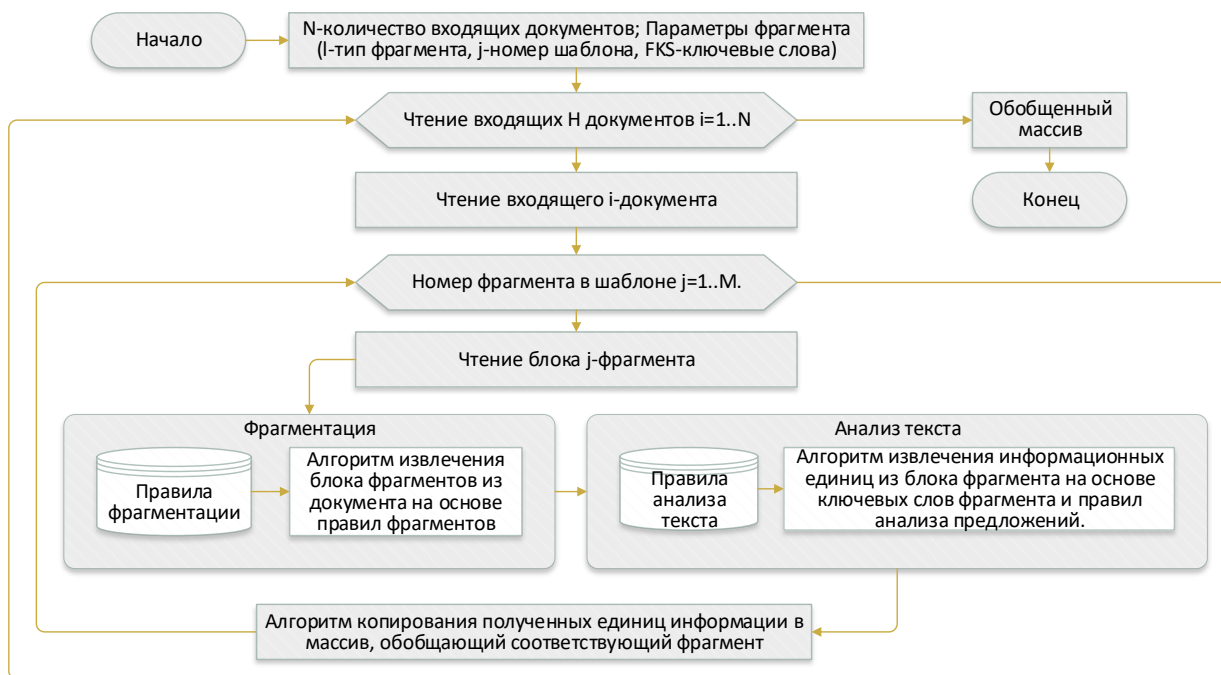 Начало
N-количество входящих документов; Параметры фрагмента
(I-тип фрагмента, j-номер шаблона, FKS-ключевые слова)
Чтение входящих Н документов i=1..N
Обобщенный
массив
Чтение входящего i-документа
Конец
Номер фрагмента в шаблоне j=1..M.
Чтение блока j-фрагмента
Фрагментация
Правила
фрагментации
Алгоритм извлечения
блока фрагментов из
документа на основе
правил фрагментов
Анализ текста
Правила
анализа
текста
Алгоритм извлечения информационных
единиц из блока фрагмента на основе
ключевых слов фрагмента и правил
анализа предложений.
Алгоритм копирования полученных единиц информации в
массив, обобщающий соответствующий фрагмент